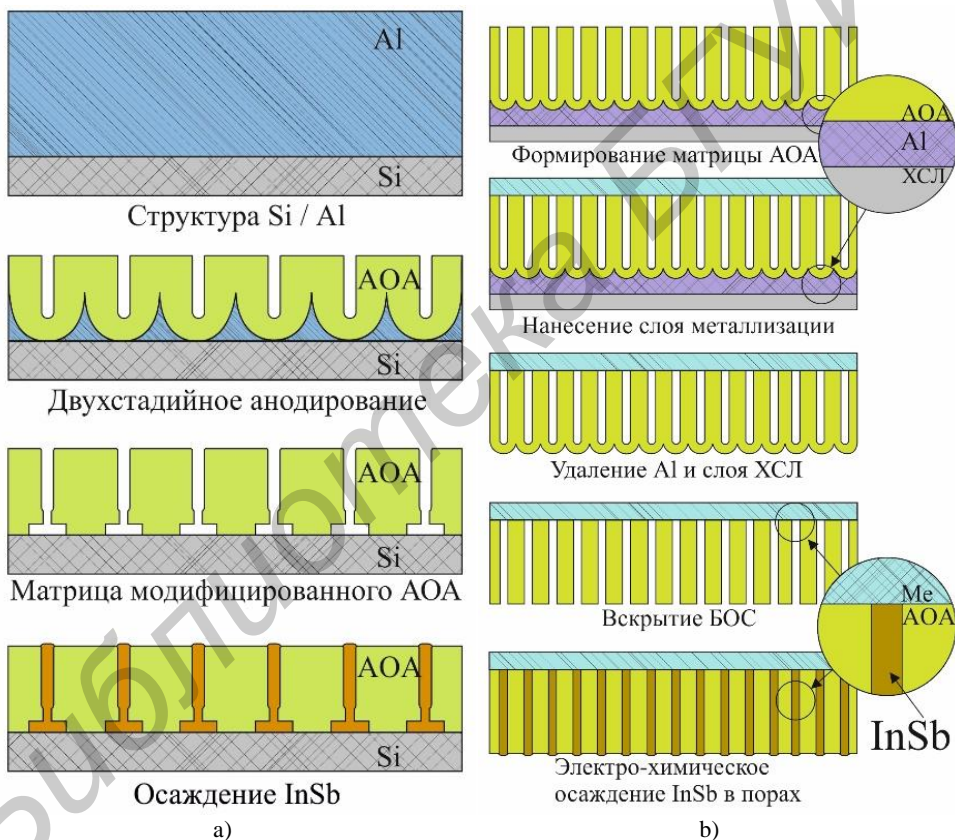 Al
Si
Структура Si / Al
АОА
Si
Двухстадийное анодирование
АОА
Si
Матрица модифицированного АОА
АОА
Si
Осаждение InSb
a)
АОА
Al
ХСЛ
Формирование матрицы АОА
Нанесение слоя металлизации
Удаление Al и слоя ХСЛ
Вскрытие БОС
Me
АОА
InSb
Электро-химическое
осаждение InSb в порах
b)
Библиотека БГУИ